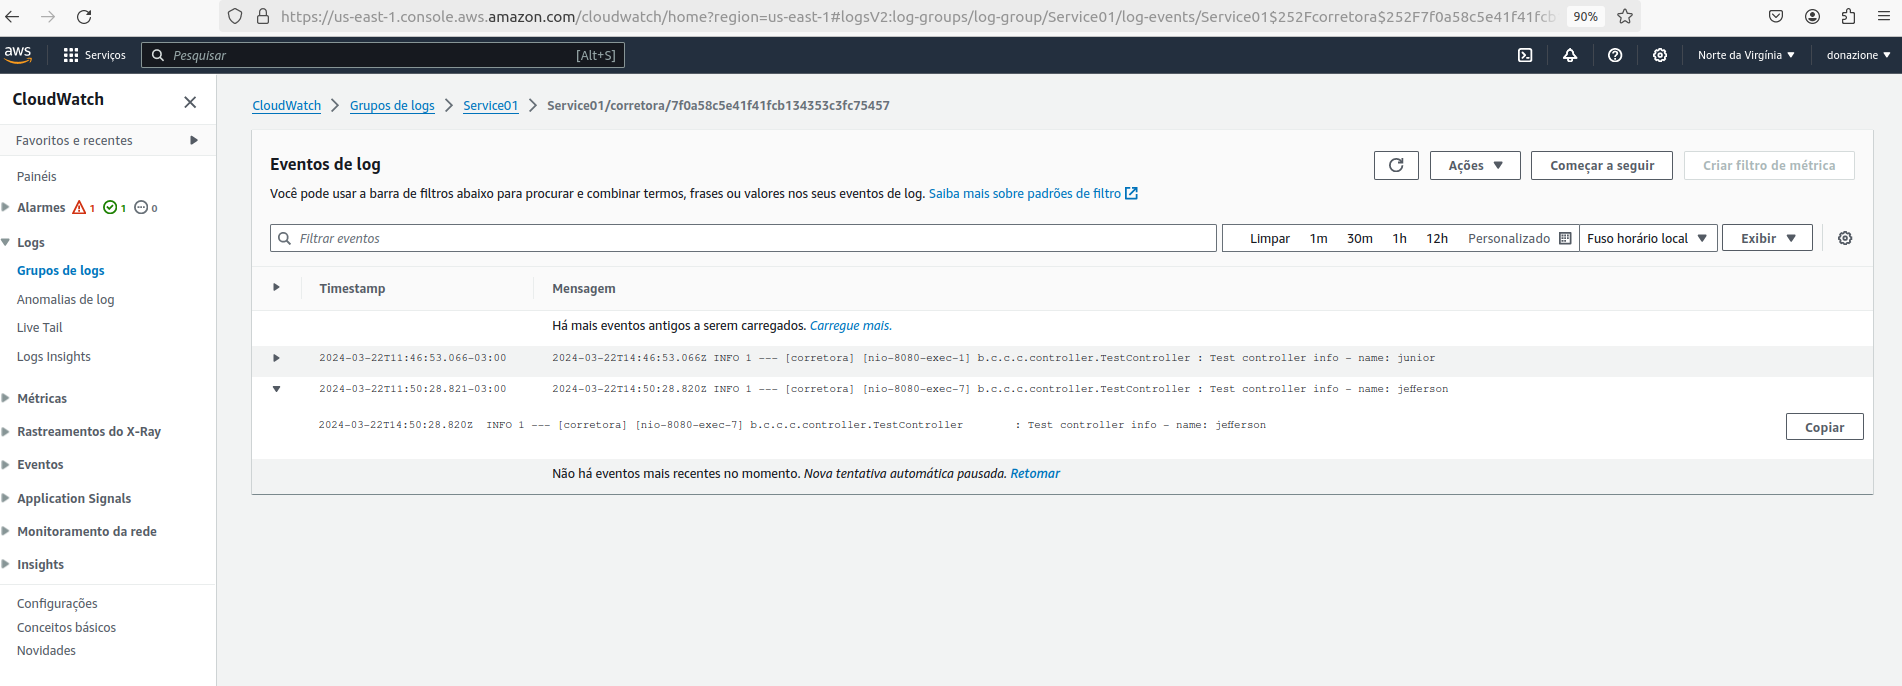 https://us-east-1.console.aws.amazon.com/cloudwatch/home?region=us-east-1#logsV2:log-groups/log-group/Service01/log-events/Service01$252Fcorretora$252F7f0a58c5e41f41fcb
90%
aws
Serviços
Pesquisar
[Alt+S]
Norte da Virgínia
donazione
CloudWatch
Favoritos e recentes
Painéis
Alarmes 1 1 0
Logs
Grupos de logs
Anomalias de log
Live Tail
Logs Insights
Métricas
Rastreamentos do X-Ray
Eventos
Application Signals
Monitoramento da rede
Insights
Configurações
Conceitos básicos
Novidades
CloudWatch Grupos de logs Service01 Service01/corretora/7f0a58c5e41f41fcb134353c3fc75457
Eventos de log
Ações
Começar a seguir
Criar filtro de métrica
Você pode usar a barra de filtros abaixo para procurar e combinar termos, frases ou valores nos seus eventos de log. Saiba mais sobre padrões de filtro
Filtrar eventos
Limpar 1m 30m 1h 12h Personalizado
Fuso horário local
Exibir
Timestamp Mensagem
Há mais eventos antigos a serem carregados. Carregue mais.
2024-03-22T11:46:53.066-03:00 2024-03-22T14:46:53.066Z INFO 1 --- [corretora] [nio-8080-exec-1] b.c.c.c.controller.TestController : Test controller info - name: junior
2024-03-22T11:50:28.821-03:00 2024-03-22T14:50:28.820Z INFO 1 --- [corretora] [nio-8080-exec-7] b.c.c.c.controller.TestController : Test controller info - name: jefferson
2024-03-22T14:50:28.820Z  INFO 1 --- [corretora] [nio-8080-exec-7] b.c.c.c.controller.TestController        : Test controller info - name: jefferson
Copiar
Não há eventos mais recentes no momento. Nova tentativa automática pausada. Retomar